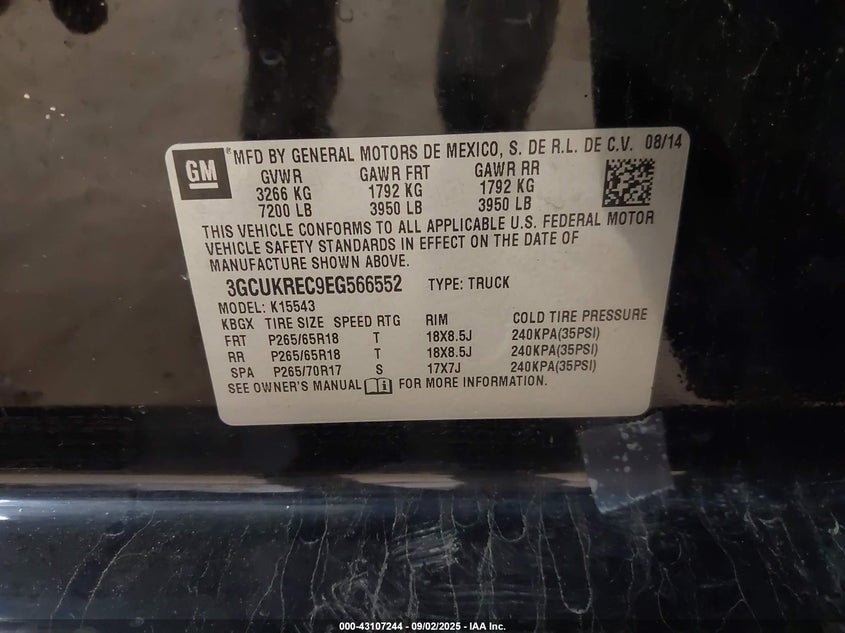 GM
MFD BY GENERAL MOTORS DE MEXICO, S. DE R.L. DE C.V. 08/14
GVWR GAWR FRT GAWR RR
3266 KG 1792 KG 1792 KG
7200 LB 3950 LB 3950 LB
THIS VEHICLE CONFORMS TO ALL APPLICABLE U.S. FEDERAL MOTOR
VEHICLE SAFETY STANDARDS IN EFFECT ON THE DATE OF
MANUFACTURE SHOWN ABOVE.
3GCUKREC9EG566552 TYPE: TRUCK
MODEL: K15543
KBGX TIRE SIZE SPEED RTG RIM COLD TIRE PRESSURE
FRT P265/65R18 T 18X8.5J 240KPA(35PSI)
RR P265/65R18 T 18X8.5J 240KPA(35PSI)
SPA P265/70R17 S 17X7J 240KPA(35PSI)
SEE OWNER'S MANUAL FOR MORE INFORMATION.
000-43107244 - 09/02/2025 - IAA Inc.